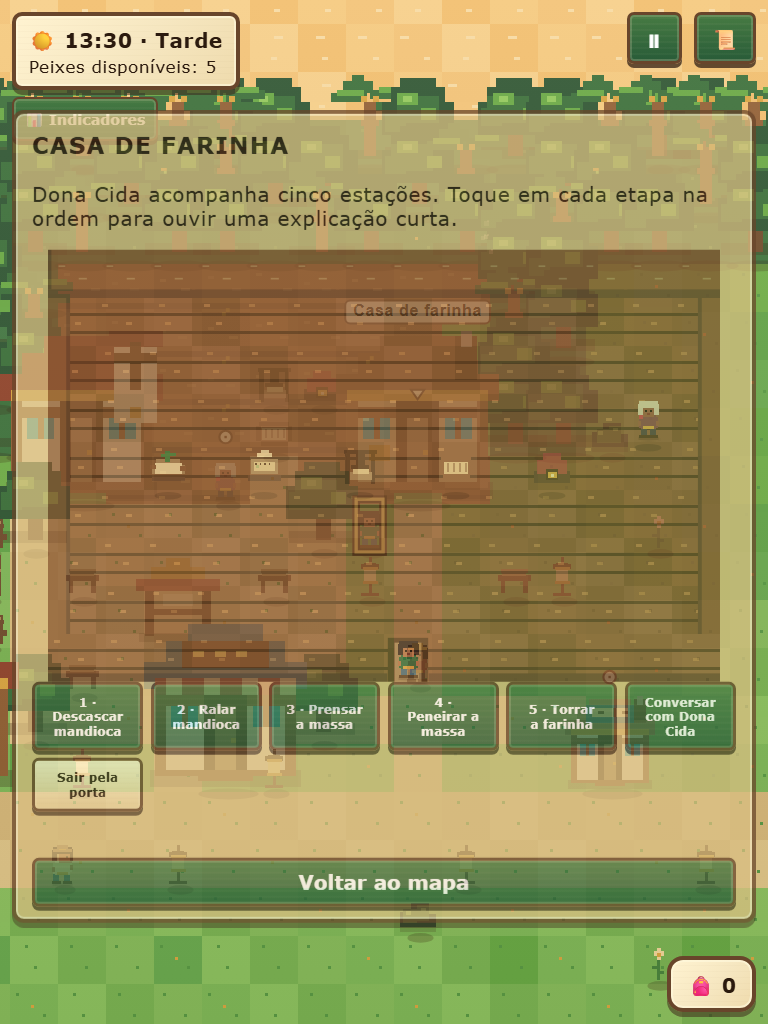 13:30 · Tarde
Peixes disponíveis: 5
Indicadores
CASA DE FARINHA
Dona Cida acompanha cinco estações. Toque em cada etapa na
ordem para ouvir uma explicação curta.
Casa de farinha
1 ·
Descascar
mandioca
2 · Ralar
mandioca
3 · Prensar
a massa
4 ·
Peneirar a
massa
5 · Torrar
a farinha
Conversar
com Dona
Cida
Sair pela
porta
Voltar ao mapa
0